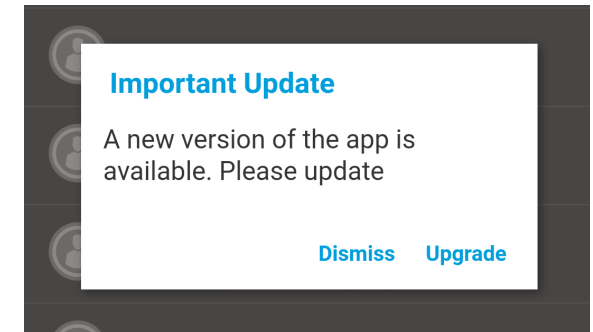 Important Update
A new version of the app is
available. Please update
Dismiss Upgrade